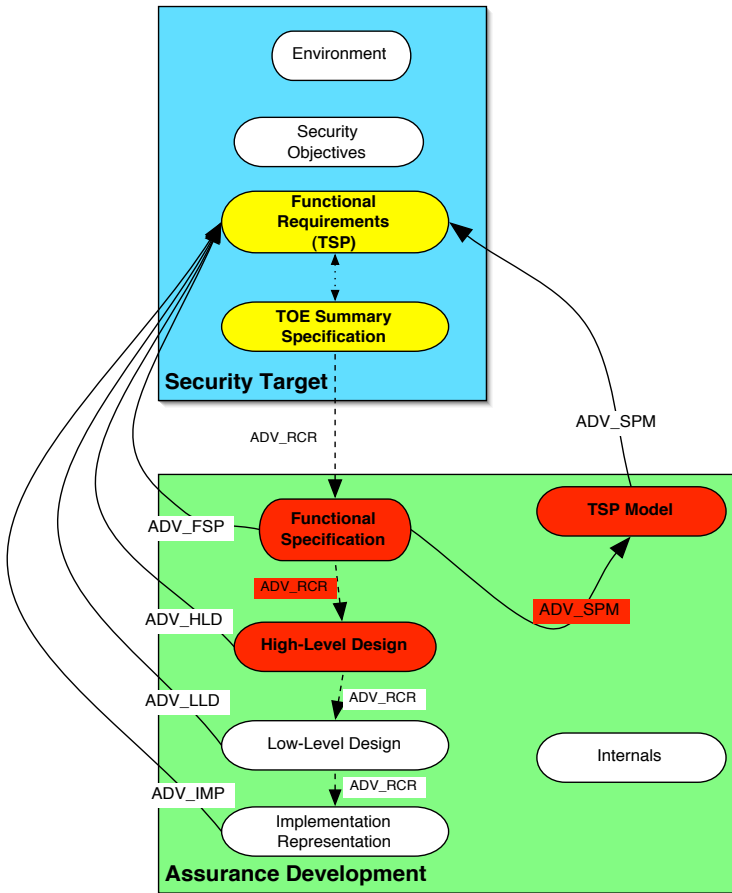 Environment
Security
Objectives
Functional
Requirements
(TSP)
TOE Summary
Specification
Security Target
ADV_RCR
ADV_SPM
ADV_FSP
Functional
Specification
TSP Model
ADV_RCR
ADV_SPM
ADV_HLD
High-Level Design
ADV_RCR
ADV_LLD
Low-Level Design
Internals
ADV_RCR
ADV_IMP
Implementation
Representation
Assurance Development